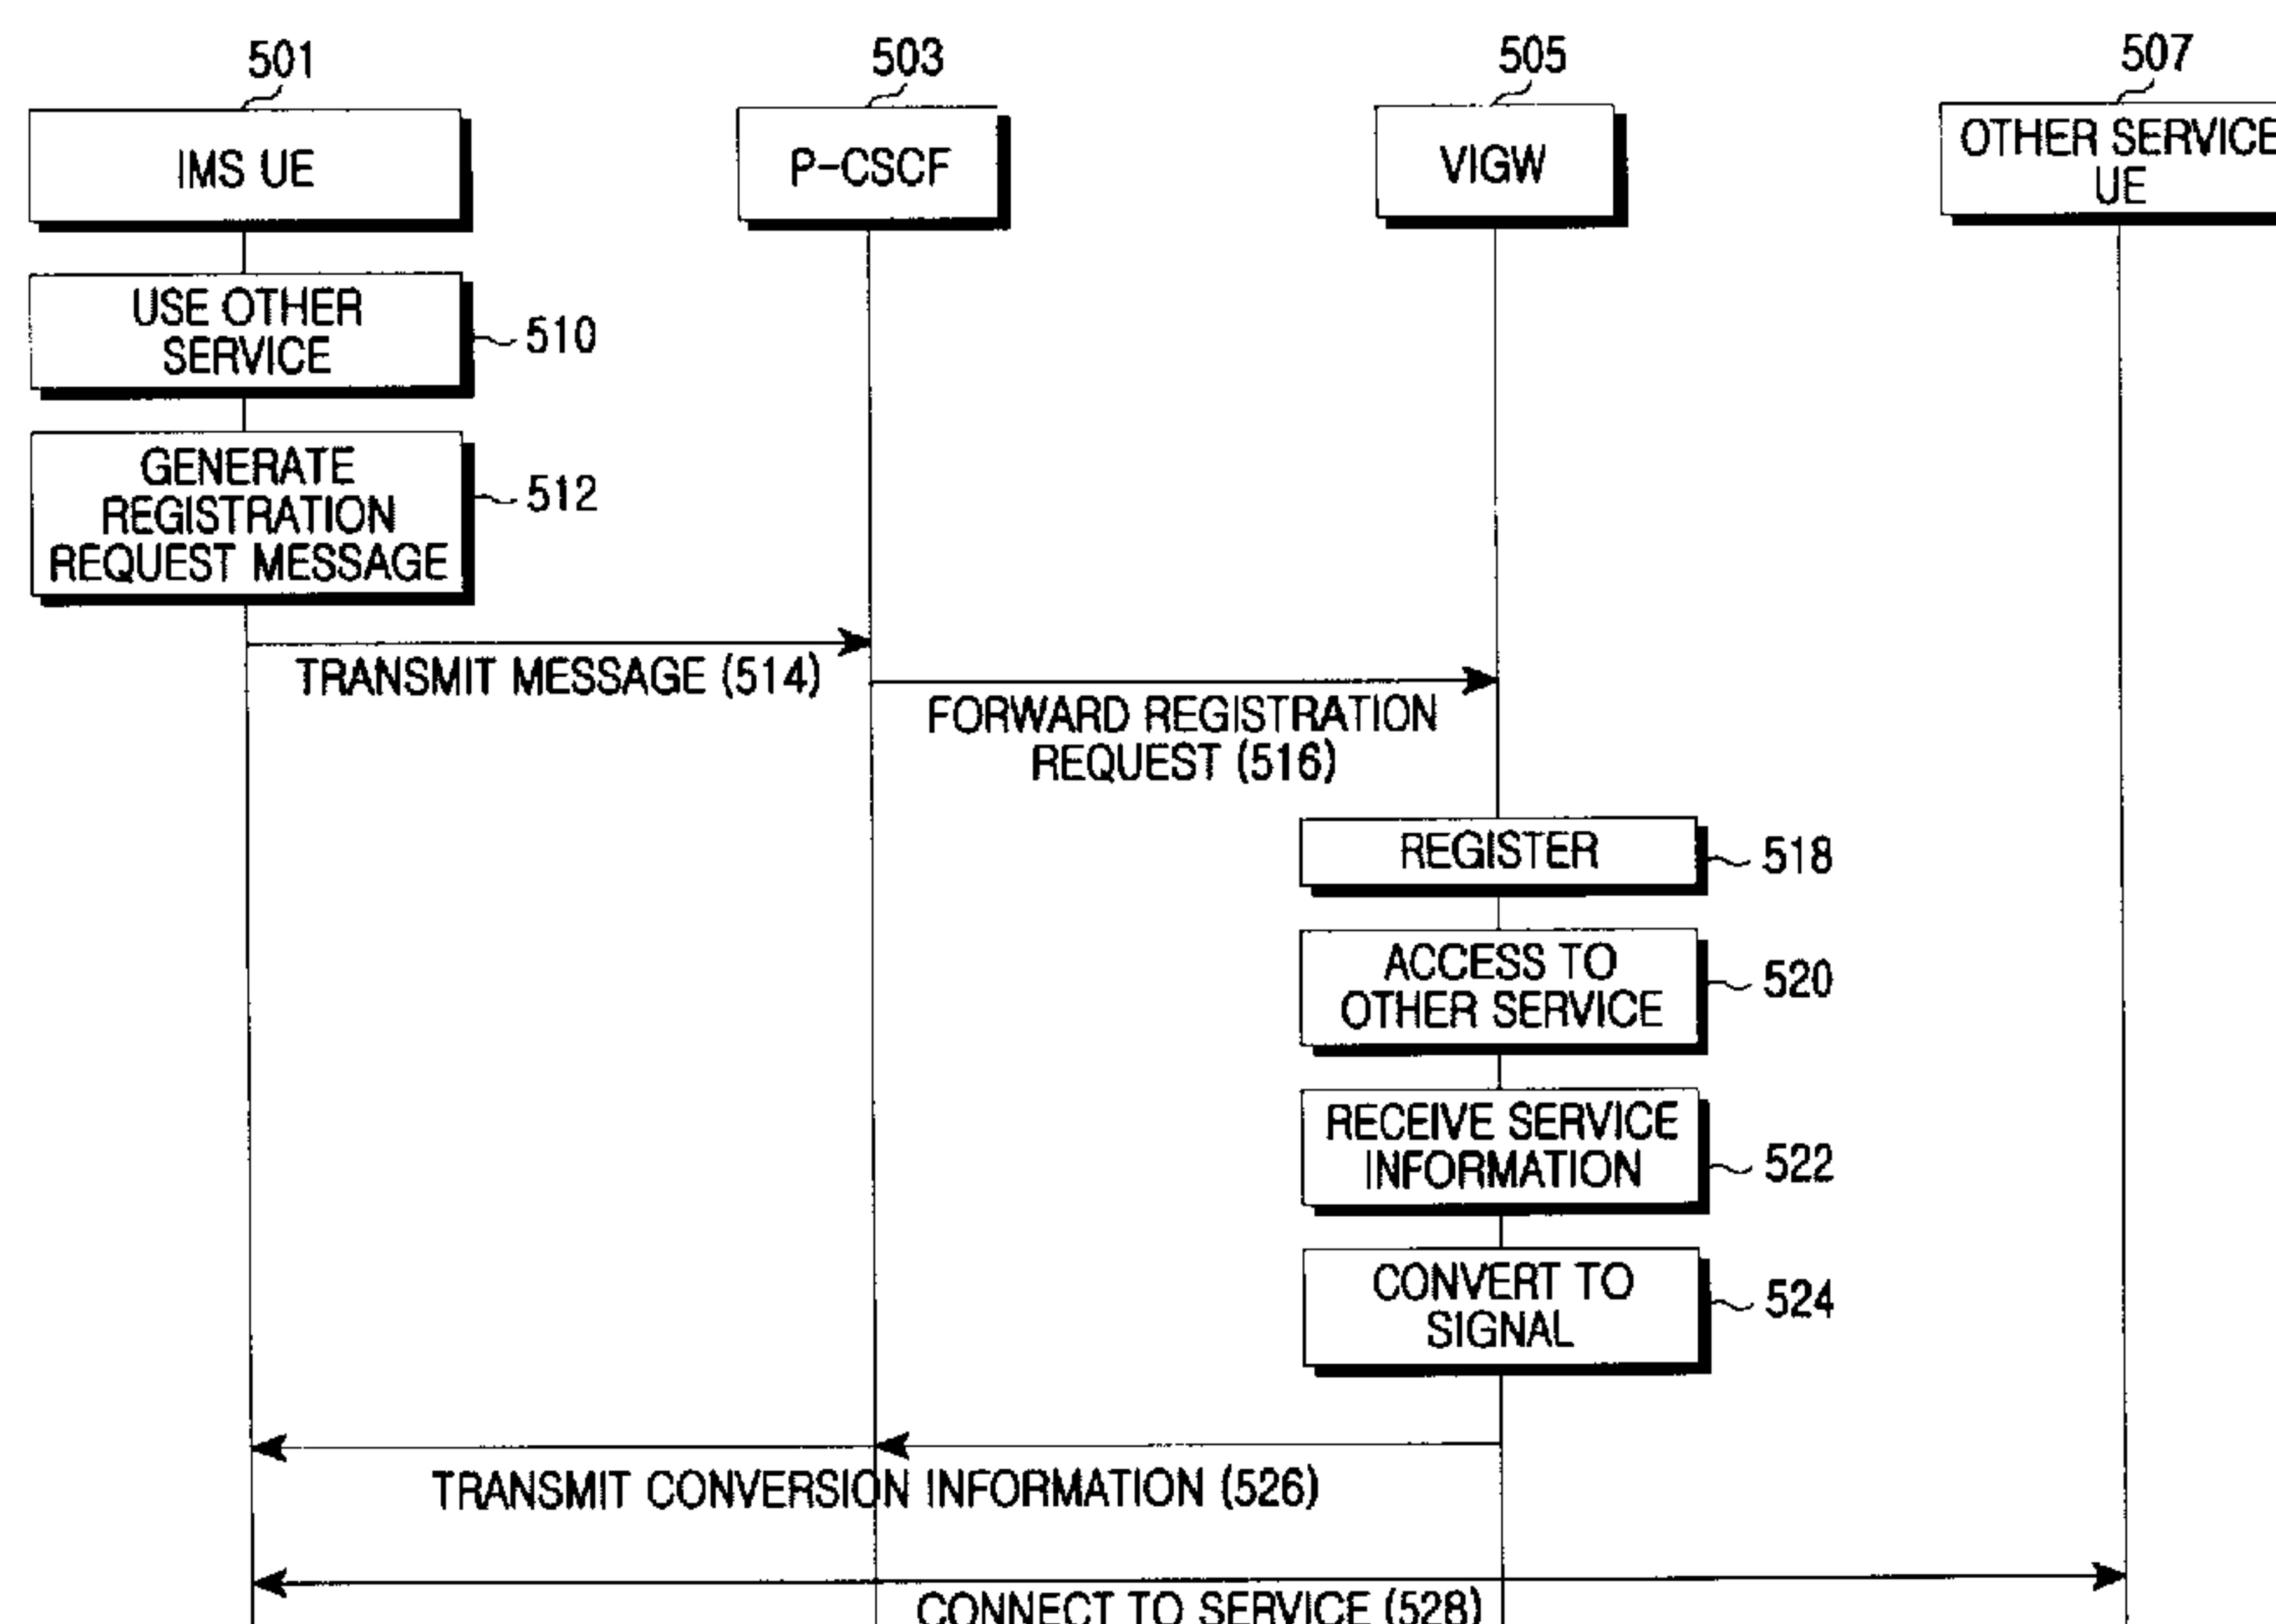 501
503
505
507
IMS UE
P-CSCF
VIGW
OTHER SERVICE
UE
USE OTHER
SERVICE
510
GENERATE
REGISTRATION
REQUEST MESSAGE
512
TRANSMIT MESSAGE (514)
FORWARD REGISTRATION
REQUEST (516)
REGISTER
518
ACCESS TO
OTHER SERVICE
520
RECEIVE SERVICE
INFORMATION
522
CONVERT TO
SIGNAL
524
TRANSMIT CONVERSION INFORMATION (526)
CONNECT TO SERVICE (528)